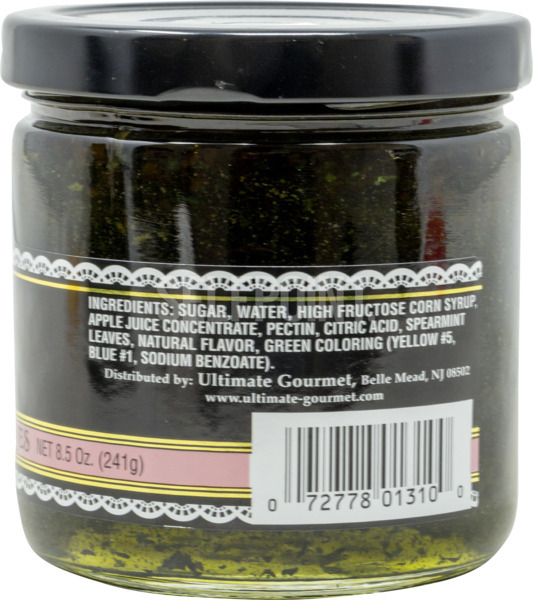 INGREDIENTS: SUGAR, WATER, HIGH FRUCTOSE CORN SYRUP,
APPLE JUICE CONCENTRATE, PECTIN, CITRIC ACID, SPEARMINT
LEAVES, NATURAL FLAVOR, GREEN COLORING (YELLOW #5,
BLUE #1, SODIUM BENZOATE).
Distributed by: Ultimate Gourmet, Belle Mead, NJ 08502
www.ultimate-gourmet.com
NET 8.5 Oz. (241g)
0 72778 01310 0